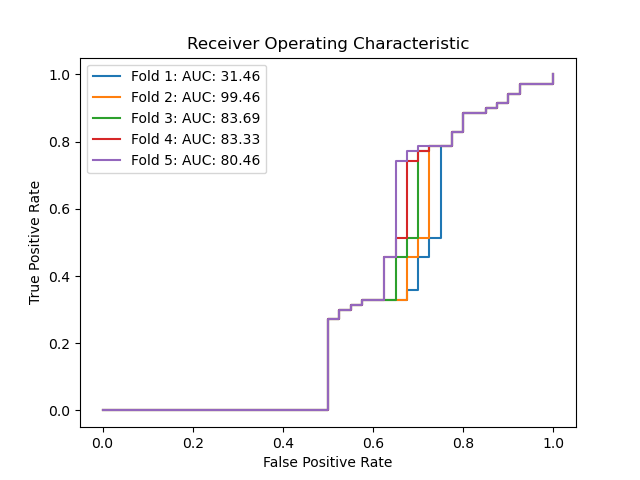 Receiver Operating Characteristic
Fold 1: AUC: 31.46
Fold 2: AUC: 99.46
Fold 3: AUC: 83.69
Fold 4: AUC: 83.33
Fold 5: AUC: 80.46
1.0
0.8
0.6
0.4
0.2
0.0
True Positive Rate
0.0 0.2 0.4 0.6 0.8 1.0
False Positive Rate